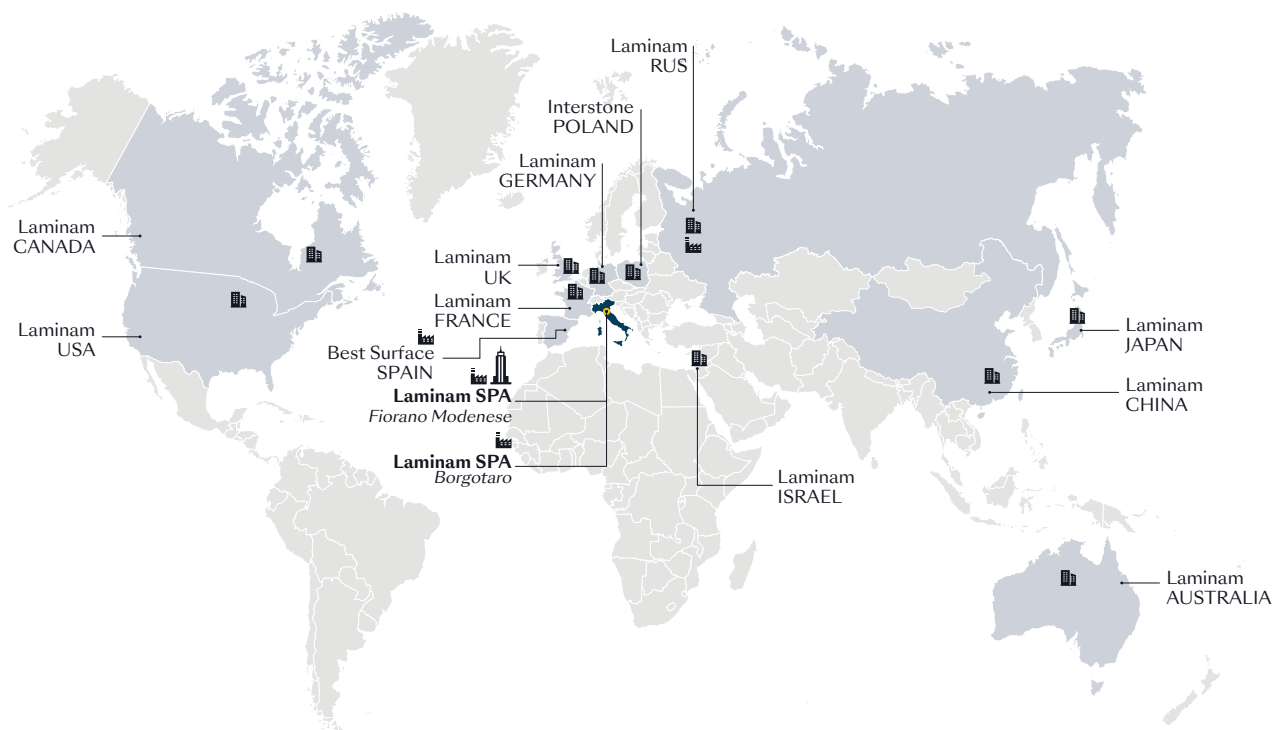 Laminam
RUS
Interstone
POLAND
Laminam
GERMANY
Laminam
CANADA
Laminam
UK
Laminam
FRANCE
Laminam
USA
Best Surface
SPAIN
Laminam SPA
Fiorano Modenese
Laminam SPA
Borgotaro
Laminam
JAPAN
Laminam
CHINA
Laminam
ISRAEL
Laminam
AUSTRALIA